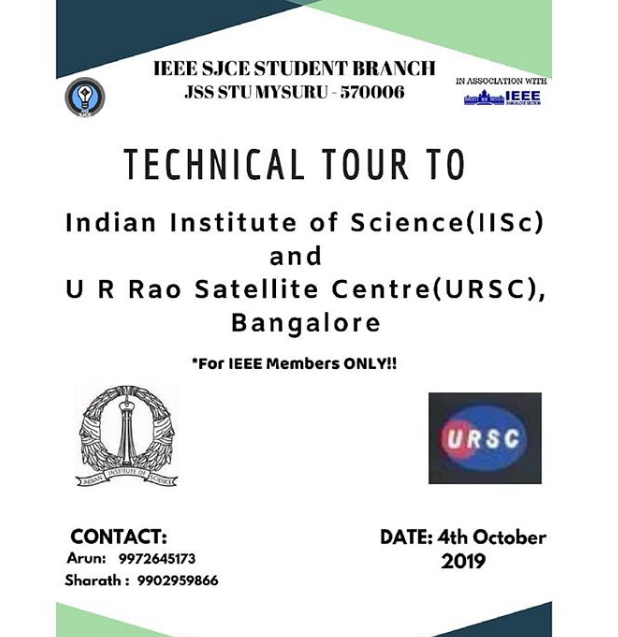 IEEE SJCE STUDENT BRANCH
JSS STU MYSURU - 570006
IN ASSOCIATION WITH
IEEE
BANGALORE SECTION
TECHNICAL TOUR TO
Indian Institute of Science(IISc)
and
U R Rao Satellite Centre(URSC),
Bangalore
*For IEEE Members ONLY!!
INDIAN INSTITUTE OF SCIENCE
URSC
CONTACT:
Arun: 9972645173
Sharath : 9902959866
DATE: 4th October
2019